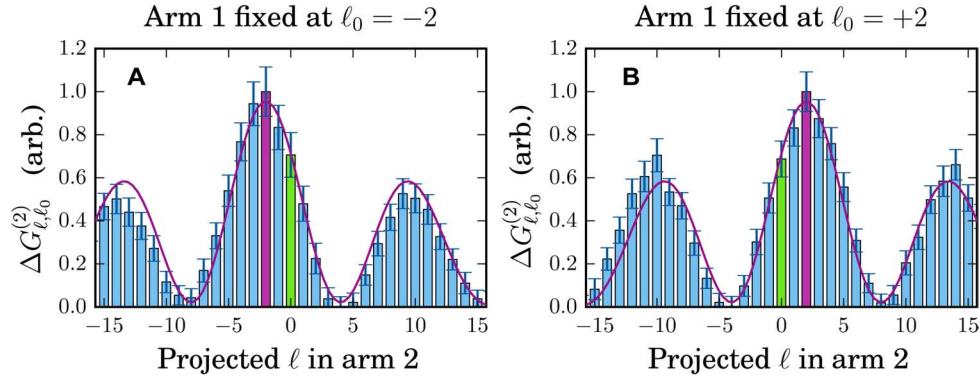 Arm 1 fixed at ℓ₀ = −2
Arm 1 fixed at ℓ₀ = +2
A
ΔG⁽²⁾ℓ,ℓ₀ (arb.)
1.2
1.0
0.8
0.6
0.4
0.2
0.0
−15 −10 −5 0 5 10 15
Projected ℓ in arm 2
B
ΔG⁽²⁾ℓ,ℓ₀ (arb.)
1.2
1.0
0.8
0.6
0.4
0.2
0.0
−15 −10 −5 0 5 10 15
Projected ℓ in arm 2